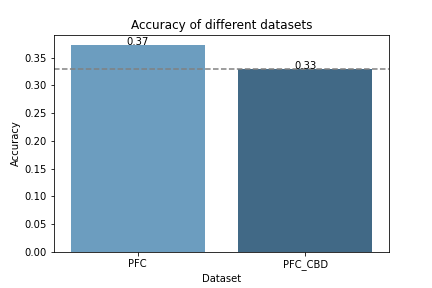 Accuracy of different datasets
0.37
0.33
0.35
0.30
0.25
0.20
0.15
0.10
0.05
0.00
Accuracy
PFC
PFC_CBD
Dataset